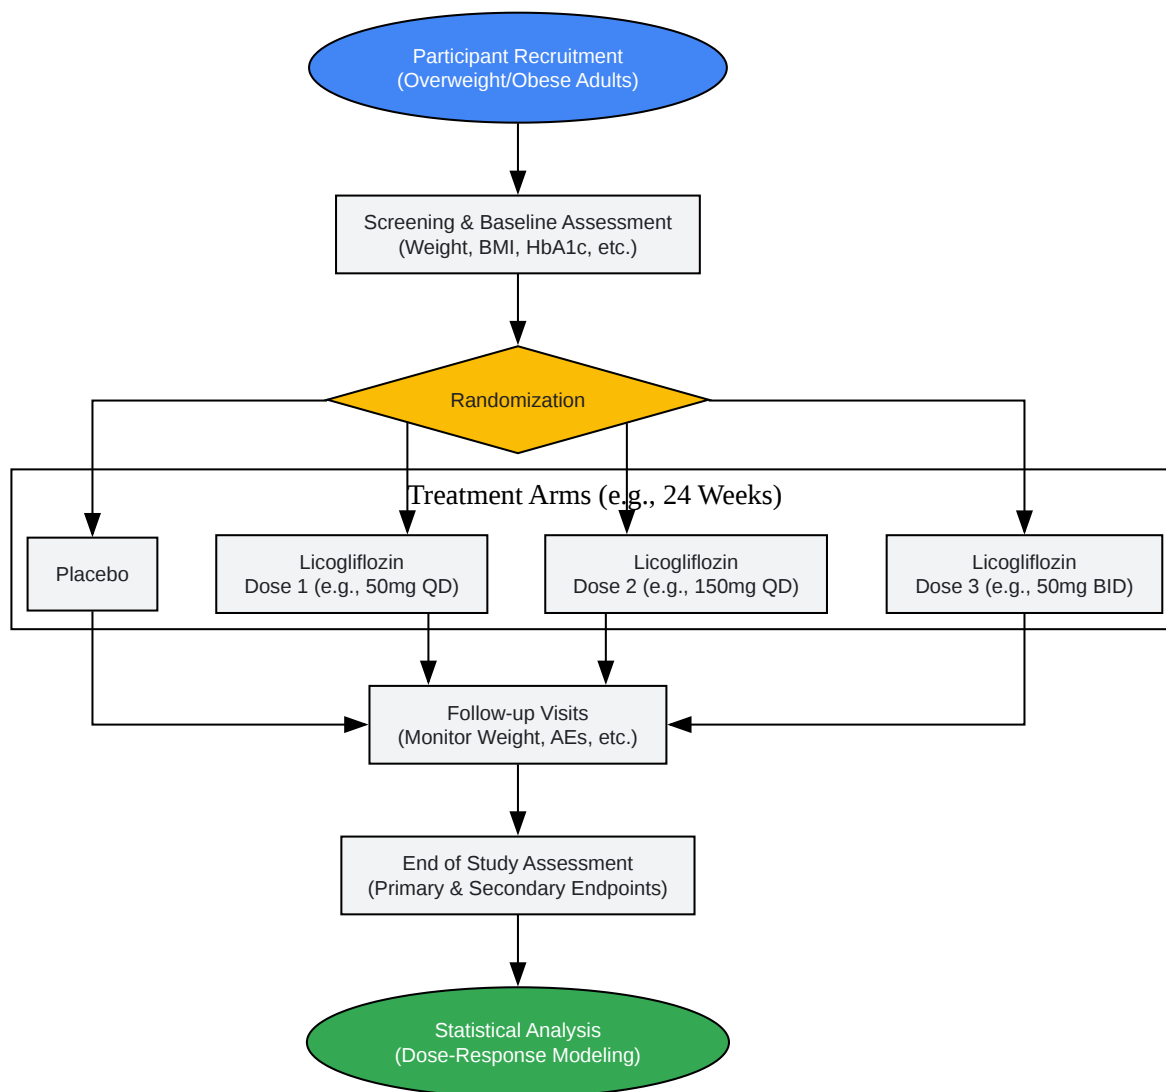 Participant Recruitment
(Overweight/Obese Adults)
Screening & Baseline Assessment
(Weight, BMI, HbA1c, etc.)
Randomization
Treatment Arms (e.g., 24 Weeks)
Placebo
Licogliflozin
Dose 1 (e.g., 50mg QD)
Licogliflozin
Dose 2 (e.g., 150mg QD)
Licogliflozin
Dose 3 (e.g., 50mg BID)
Follow-up Visits
(Monitor Weight, AEs, etc.)
End of Study Assessment
(Primary & Secondary Endpoints)
Statistical Analysis
(Dose-Response Modeling)